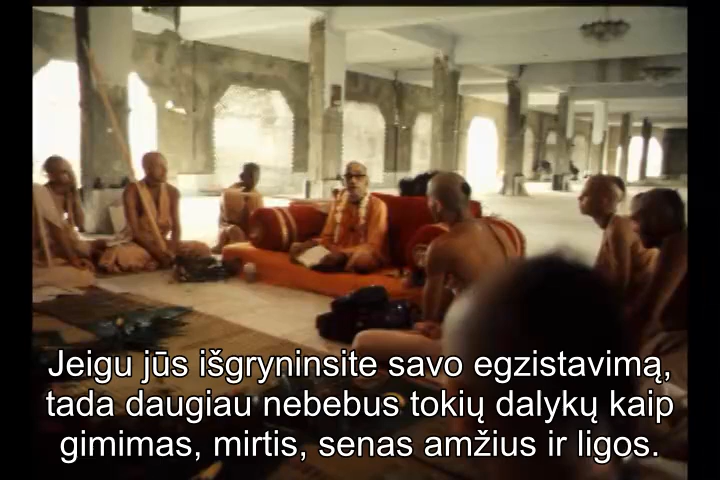 Jeigu jūs išgryninsite savo egzistavimą,
tada daugiau nebebus tokių dalykų kaip
gimimas, mirtis, senas amžius ir ligos.